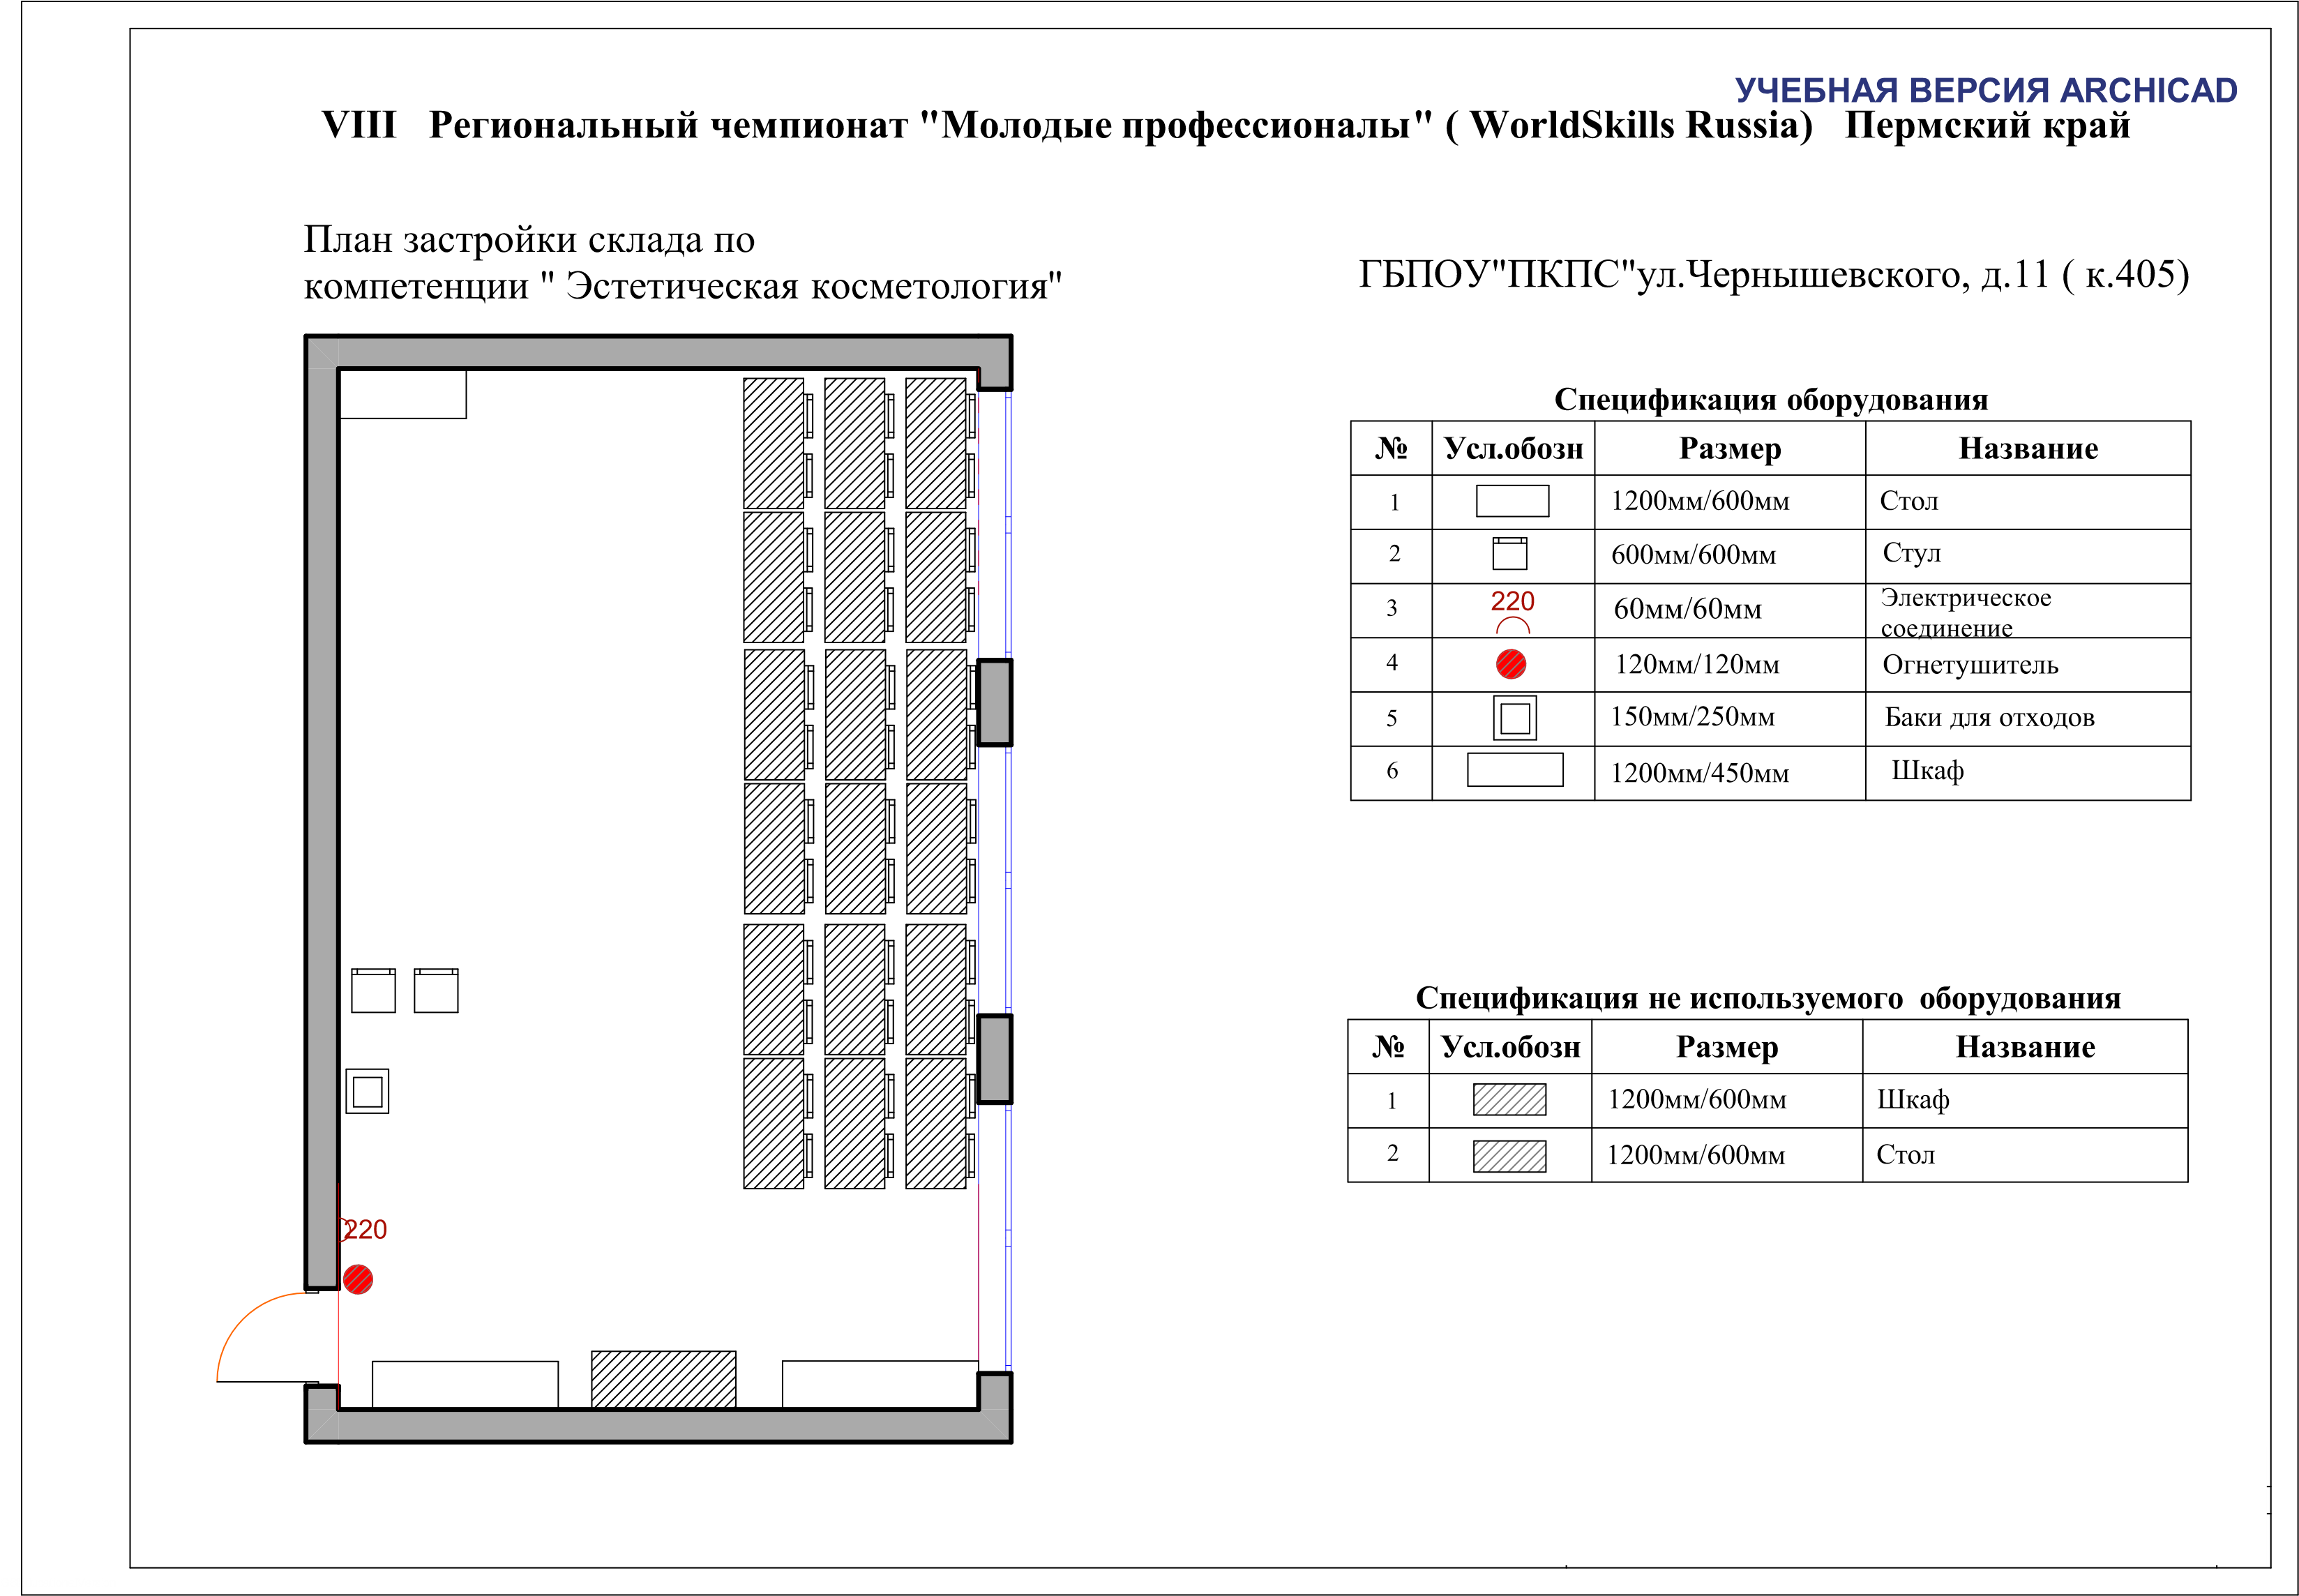 УЧЕБНАЯ ВЕРСИЯ ARCHICAD
VIII Региональный чемпионат "Молодые профессионалы" ( WorldSkills Russia) Пермский край
План застройки склада по
компетенции " Эстетическая косметология"
ГБПОУ"ПКПС"ул.Чернышевского, д.11 ( к.405)
Спецификация оборудования
№ Усл.обозн Размер Название
1 1200мм/600мм Стол
2 600мм/600мм Стул
3 220 60мм/60мм Электрическое
соединение
4 120мм/120мм Огнетушитель
5 150мм/250мм Баки для отходов
6 1200мм/450мм Шкаф
Спецификация не используемого оборудования
№ Усл.обозн Размер Название
1 1200мм/600мм Шкаф
2 1200мм/600мм Стол
220